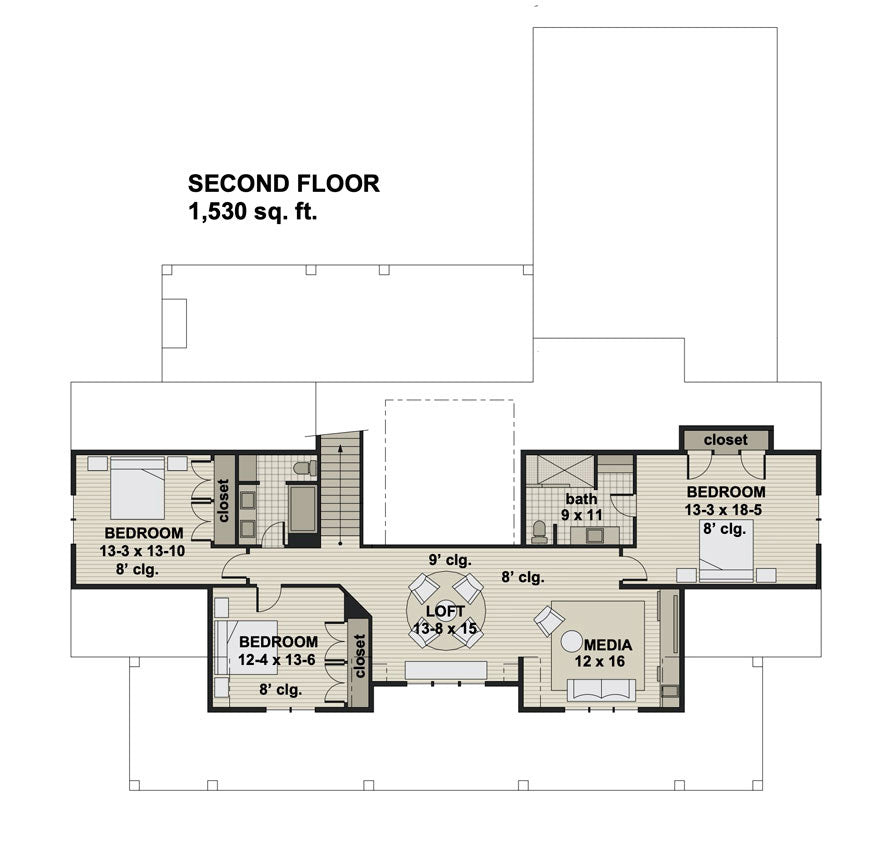 SECOND FLOOR
1,530 sq. ft.
closet
BEDROOM
13-3 x 13-10
8' clg.
closet
bath
9 x 11
BEDROOM
13-3 x 18-5
8' clg.
9' clg.
8' clg.
LOFT
13-8 x 15
BEDROOM
12-4 x 13-6
8' clg.
closet
MEDIA
12 x 16